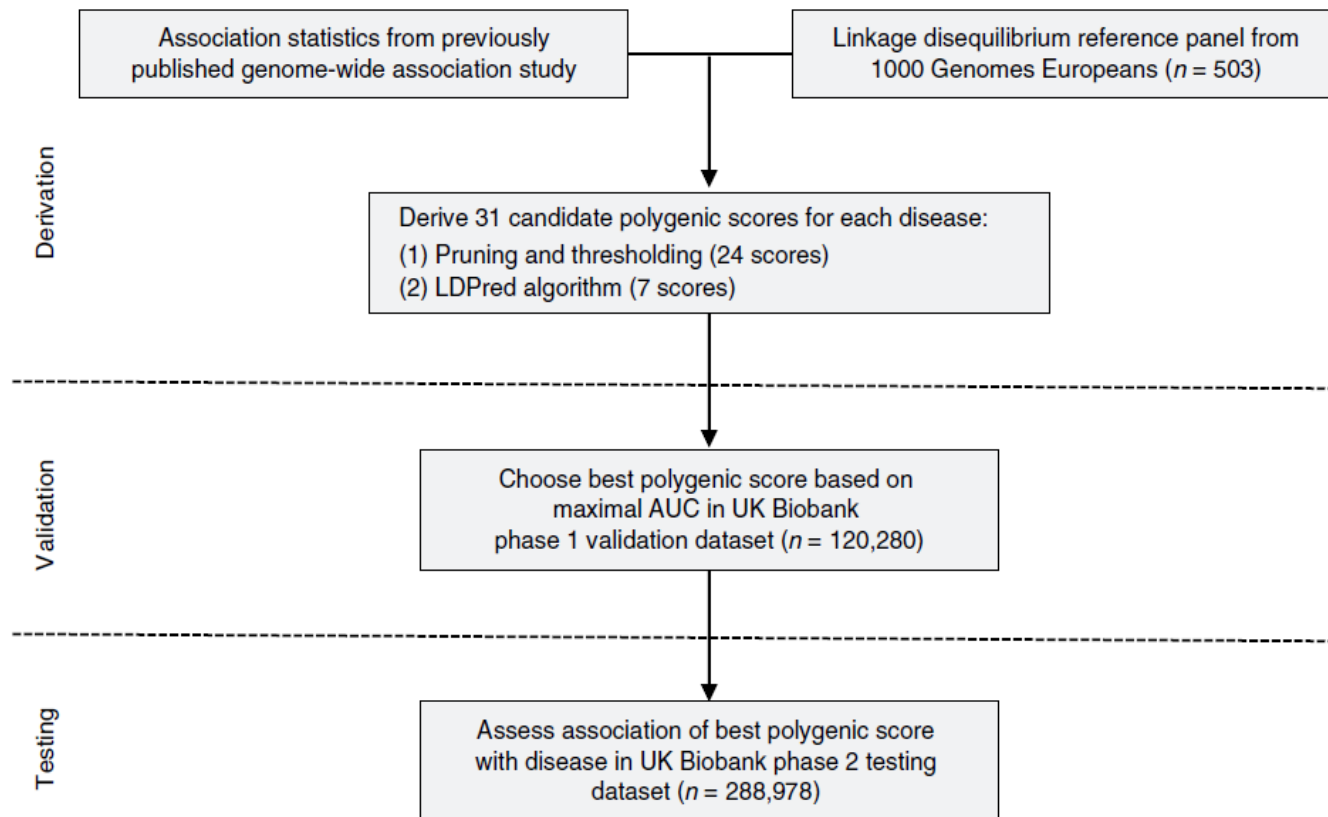 Association statistics from previously
published genome-wide association study
Linkage disequilibrium reference panel from
1000 Genomes Europeans (n = 503)
Derivation
Derive 31 candidate polygenic scores for each disease:
(1) Pruning and thresholding (24 scores)
(2) LDPred algorithm (7 scores)
Validation
Choose best polygenic score based on
maximal AUC in UK Biobank
phase 1 validation dataset (n = 120,280)
Testing
Assess association of best polygenic score
with disease in UK Biobank phase 2 testing
dataset (n = 288,978)